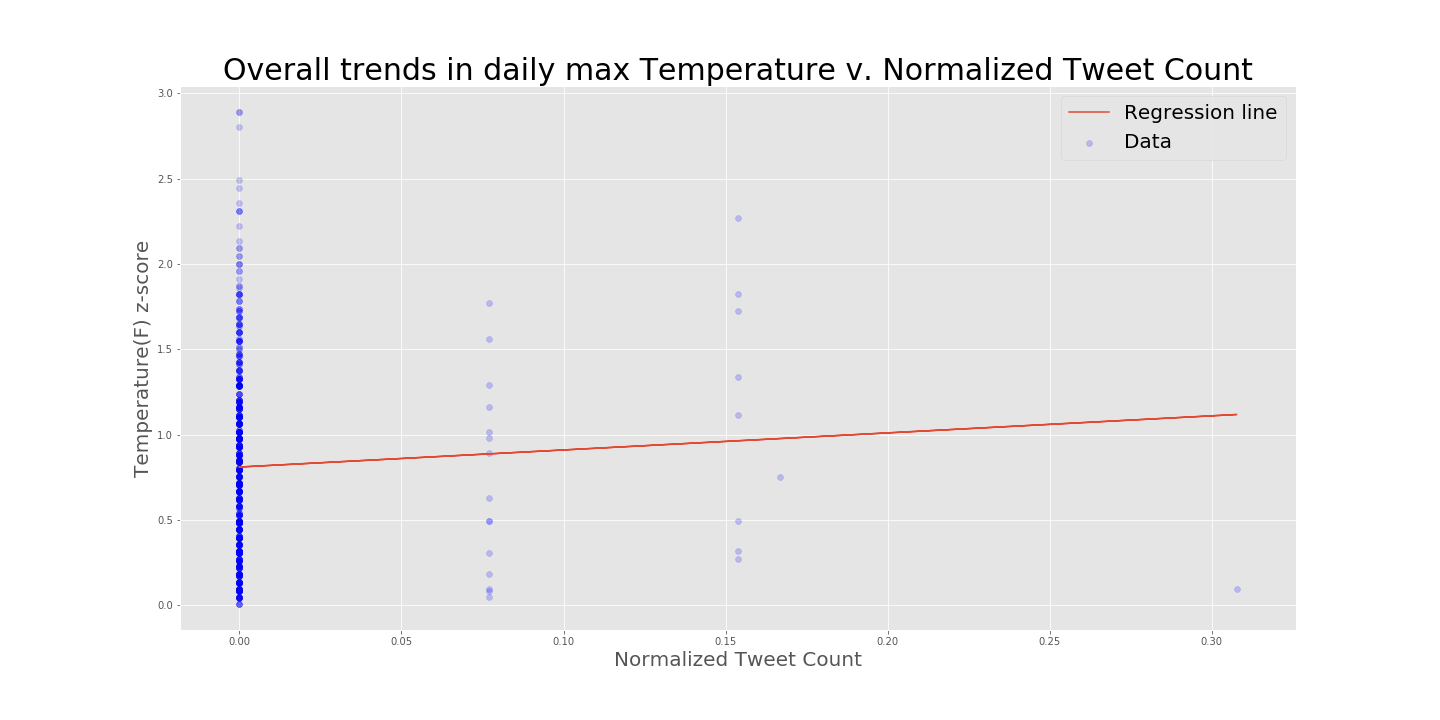 Overall trends in daily max Temperature v. Normalized Tweet Count
Regression line
Data
Temperature(F) z-score
3.0
2.5
2.0
1.5
1.0
0.5
0.0
0.00 0.05 0.10 0.15 0.20 0.25 0.30
Normalized Tweet Count